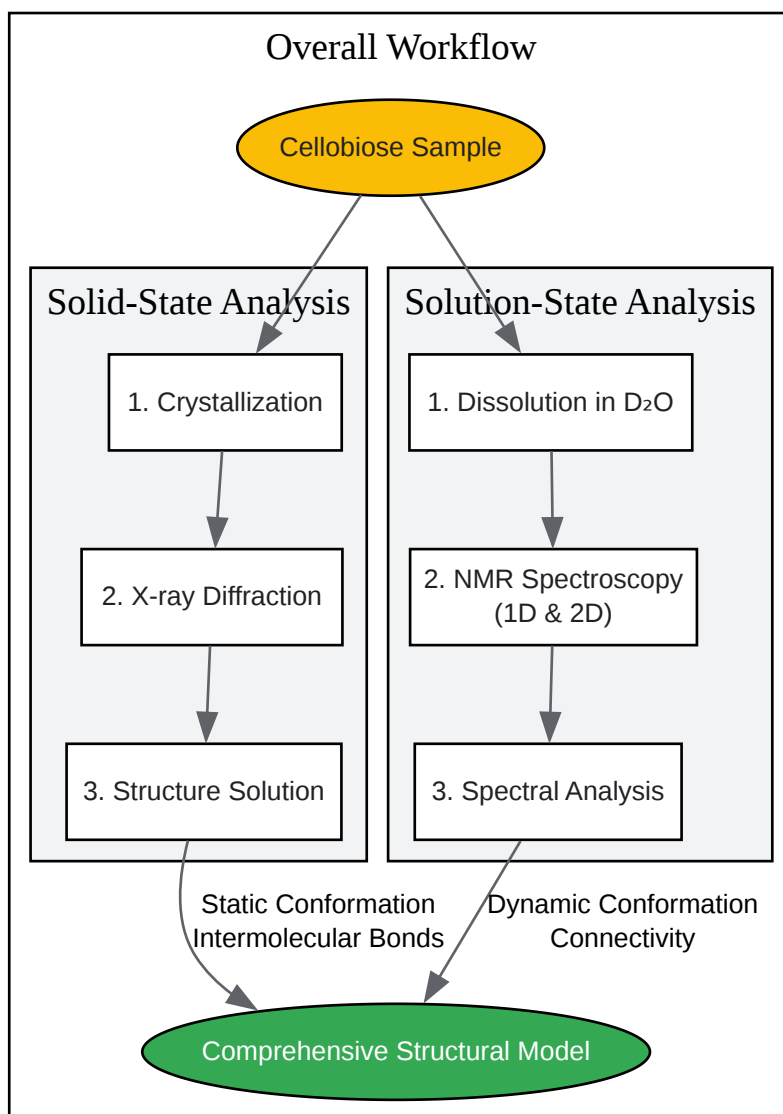 Overall Workflow
Cellobiose Sample
Solid-State Analysis
1. Crystallization
2. X-ray Diffraction
3. Structure Solution
Solution-State Analysis
1. Dissolution in D₂O
2. NMR Spectroscopy
(1D & 2D)
3. Spectral Analysis
Static Conformation
Intermolecular Bonds
Dynamic Conformation
Connectivity
Comprehensive Structural Model